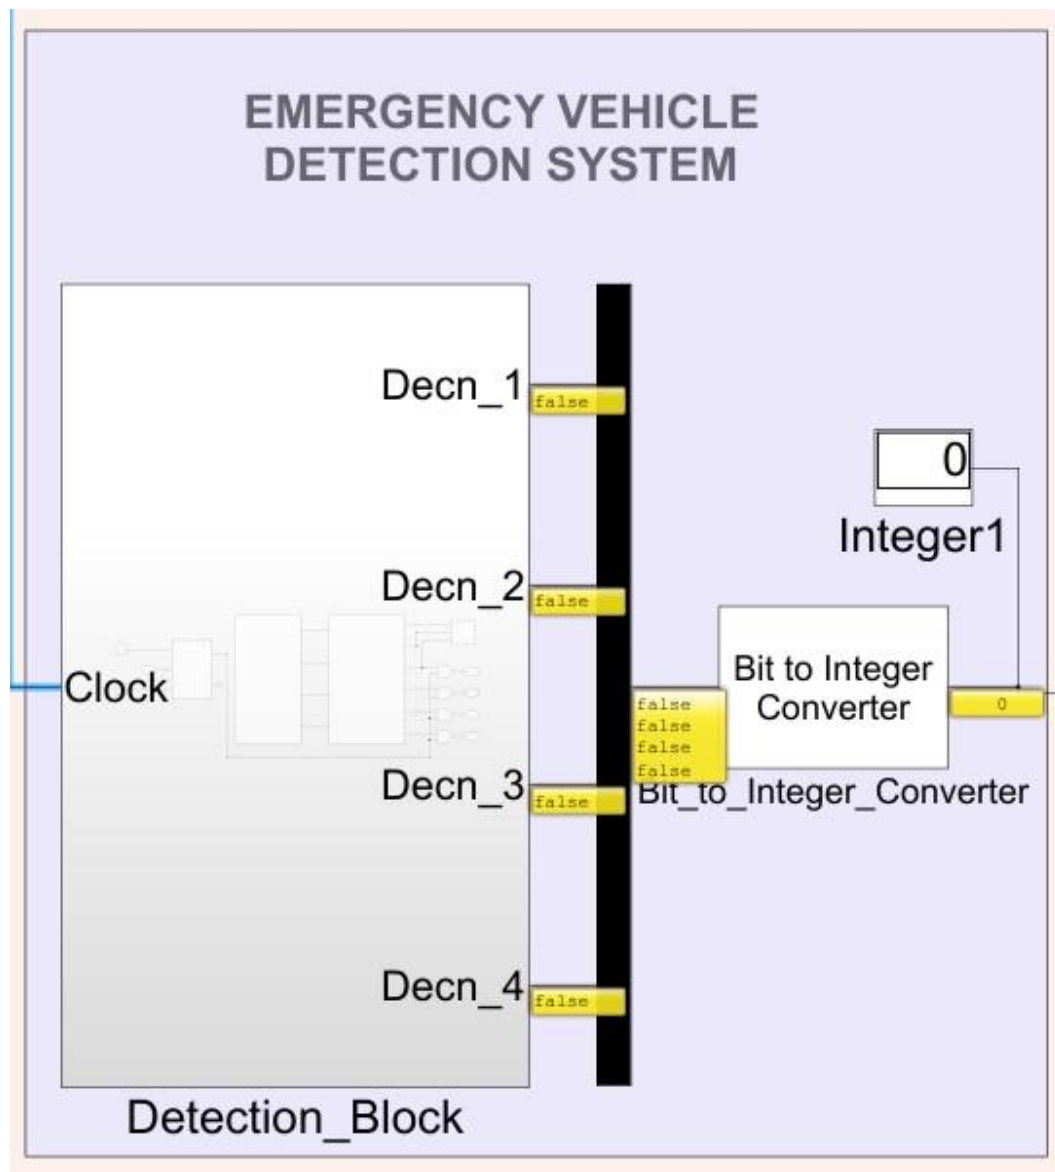 EMERGENCY VEHICLE
DETECTION SYSTEM
Decn_1
false
0
Integer1
Decn_2
false
Clock
Bit to Integer
Converter
false
false
false
false
0
Bit_to_Integer_Converter
Decn_3
false
Decn_4
false
Detection_Block